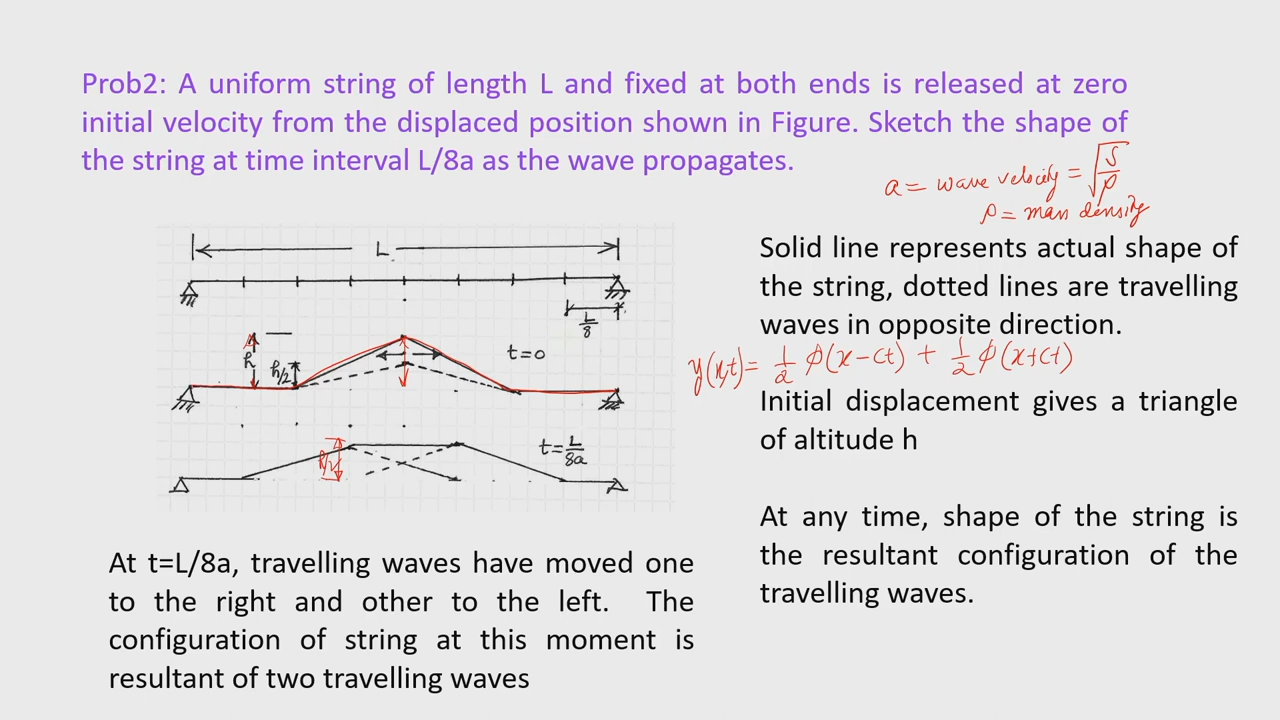 Prob2: A uniform string of length L and fixed at both ends is released at zero
initial velocity from the displaced position shown in Figure. Sketch the shape of
the string at time interval L/8a as the wave propagates.
a = wave velocity = √(S/ρ)
ρ = mass density
L
L/8
h
h/2
t=0
h/2
t=L/8a
Solid line represents actual shape of
the string, dotted lines are travelling
waves in opposite direction.
y(x,t) = 1/2 φ(x-ct) + 1/2 φ(x+ct)
Initial displacement gives a triangle
of altitude h
At any time, shape of the string is
the resultant configuration of the
travelling waves.
At t=L/8a, travelling waves have moved one
to the right and other to the left. The
configuration of string at this moment is
resultant of two travelling waves